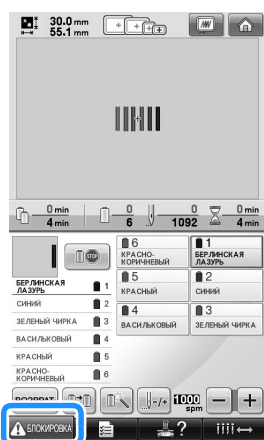 30.0 mm
55.1 mm
0 min
4 min
0
6
0
1092
0 min
4 min
6
КРАСНО-
КОРИЧНЕВЫЙ
1
БЕРЛИНСКАЯ
ЛАЗУРЬ
5
КРАСНЫЙ
2
СИНИЙ
4
ВАСИЛЬКОВЫЙ
3
ЗЕЛЕНЫЙ ЧИРКА
STOP
БЕРЛИНСКАЯ
ЛАЗУРЬ 1
СИНИЙ 2
ЗЕЛЕНЫЙ ЧИРКА 3
ВАСИЛЬКОВЫЙ 4
КРАСНЫЙ 5
КРАСНО-
КОРИЧНЕВЫЙ 6
ВОЗВРАТ
-/+
1000
spm
− +
БЛОКИРОВКА
?